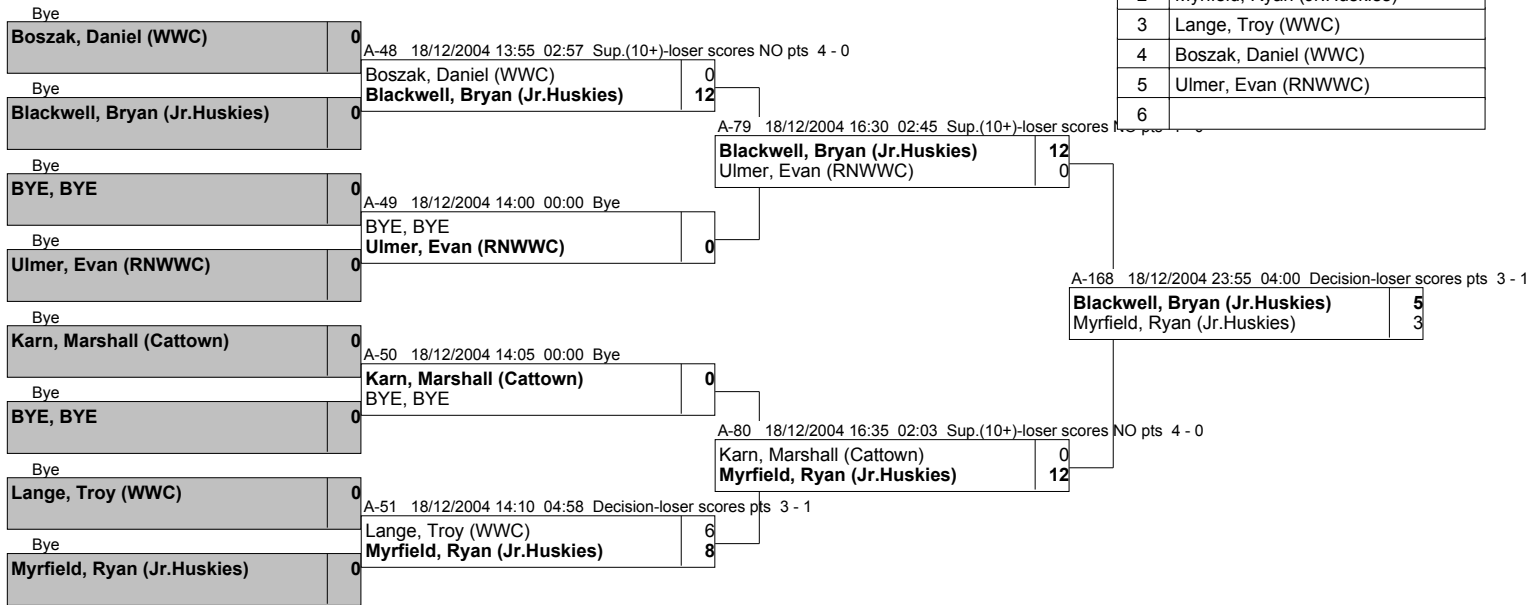 Bye
Boszak, Daniel (WWC) 0
Bye
Blackwell, Bryan (Jr.Huskies) 0
Bye
BYE, BYE 0
Bye
Ulmer, Evan (RNWWC) 0
Bye
Karn, Marshall (Cattown) 0
Bye
BYE, BYE 0
Bye
Lange, Troy (WWC) 0
Bye
Myrfield, Ryan (Jr.Huskies) 0
A-48 18/12/2004 13:55 02:57 Sup.(10+)-loser scores NO pts 4 - 0
Boszak, Daniel (WWC) 0
Blackwell, Bryan (Jr.Huskies) 12
A-49 18/12/2004 14:00 00:00 Bye
BYE, BYE
Ulmer, Evan (RNWWC) 0
A-50 18/12/2004 14:05 00:00 Bye
Karn, Marshall (Cattown) 0
BYE, BYE
A-51 18/12/2004 14:10 04:58 Decision-loser scores pts 3 - 1
Lange, Troy (WWC) 6
Myrfield, Ryan (Jr.Huskies) 8
A-79 18/12/2004 16:30 02:45 Sup.(10+)-loser scores NO pts
Blackwell, Bryan (Jr.Huskies) 12
Ulmer, Evan (RNWWC) 0
A-80 18/12/2004 16:35 02:03 Sup.(10+)-loser scores NO pts 4 - 0
Karn, Marshall (Cattown) 0
Myrfield, Ryan (Jr.Huskies) 12
A-168 18/12/2004 23:55 04:00 Decision-loser scores pts 3 - 1
Blackwell, Bryan (Jr.Huskies) 5
Myrfield, Ryan (Jr.Huskies) 3
2 Myrfield, Ryan (Jr.Huskies)
3 Lange, Troy (WWC)
4 Boszak, Daniel (WWC)
5 Ulmer, Evan (RNWWC)
6